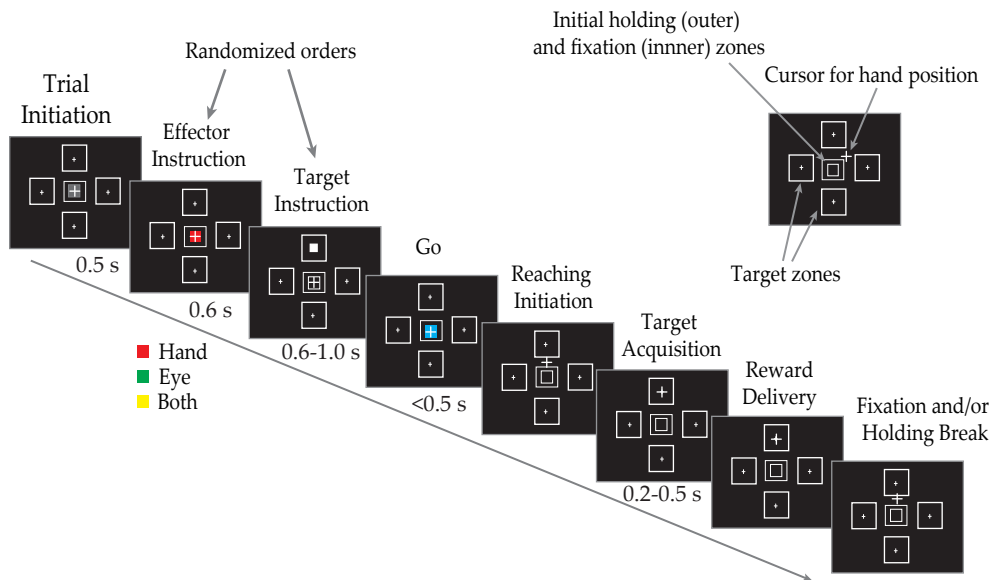 Initial holding (outer)
and fixation (innner) zones
Randomized orders
Cursor for hand position
Trial
Initiation
Effector
Instruction
Target
Instruction
Go
Reaching
Initiation
Target
Acquisition
Reward
Delivery
Fixation and/or
Holding Break
Target zones
0.5 s
0.6 s
0.6-1.0 s
<0.5 s
0.2-0.5 s
Hand
Eye
Both